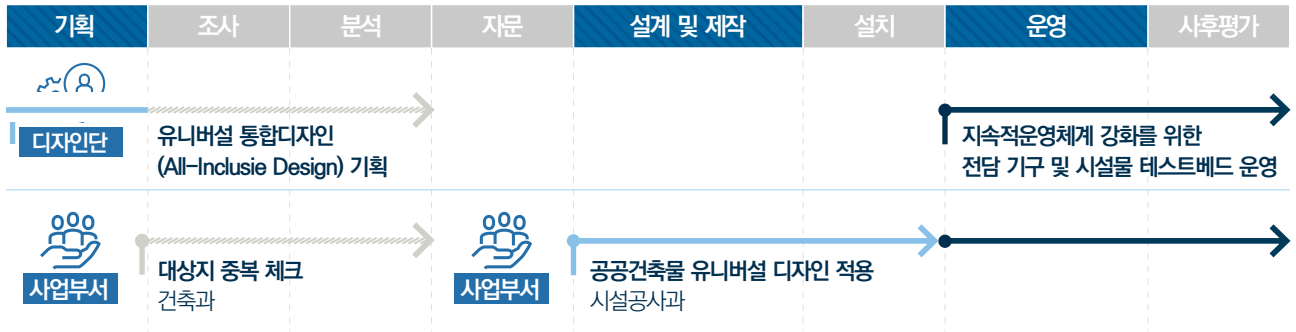 기획 조사 분석 자문 설계 및 제작 설치 운영 사후평가
디자인단
유니버설 통합디자인
(All-Inclusie Design) 기획
지속적운영체계 강화를 위한
전담 기구 및 시설물 테스트베드 운영
사업부서
대상지 중복 체크
건축과
사업부서
공공건축물 유니버설 디자인 적용
시설공사과